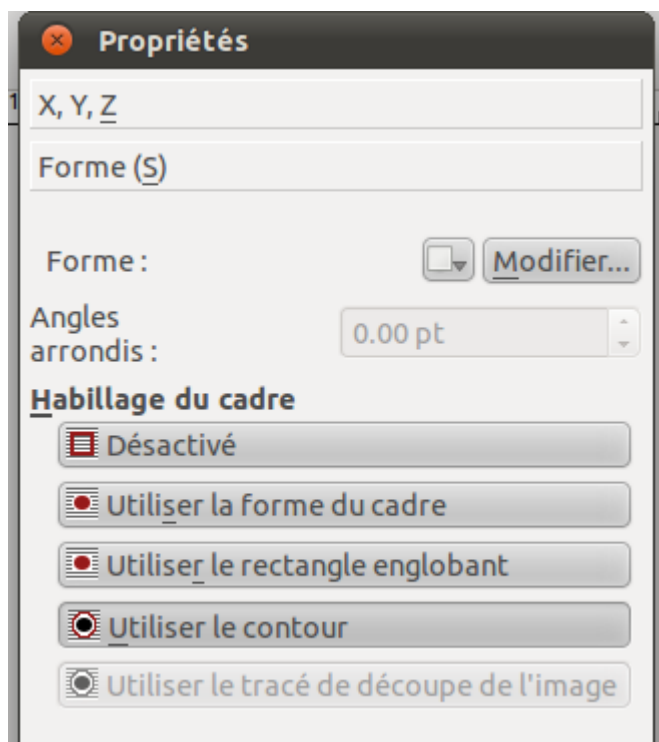 Propriétés
1
X, Y, Z
Forme (S)
Forme : Modifier...
Angles
arrondis : 0.00 pt
Habillage du cadre
Désactivé
Utiliser la forme du cadre
Utiliser le rectangle englobant
Utiliser le contour
Utiliser le tracé de découpe de l'image